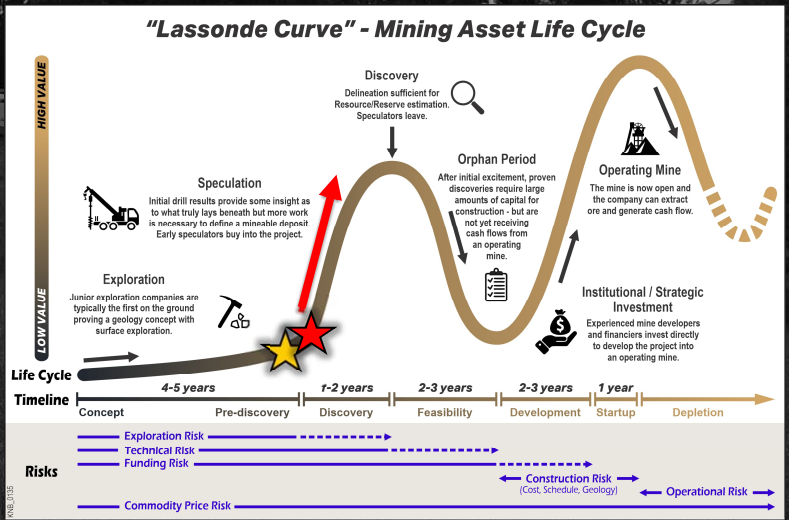 “Lassonde Curve” - Mining Asset Life Cycle
HIGH VALUE
LOW VALUE
Discovery
Delineation sufficient for
Resource/Reserve estimation.
Speculators leave.
Speculation
Initial drill results provide some insight as
to what truly lays beneath but more work
is necessary to define a mineable deposit
Early speculators buy into the project.
Exploration
Junior exploration companies are
typically the first on the ground
proving a geology concept with
surface exploration.
Orphan Period
After initial excitement, proven
discoveries require large
amounts of capital for
construction - but are
not yet receiving
cash flows from
an operating
mine.
Operating Mine
The mine is now open and
the company can extract
ore and generate cash flow.
Institutional / Strategic
Investment
Experienced mine developers
and financiers invest directly
to develop the project into
an operating mine.
Life Cycle
Timeline
4-5 years
1-2 years
2-3 years
2-3 years
1 year
Concept
Pre-discovery
Discovery
Feasibility
Development
Startup
Depletion
Risks
Exploration Risk
Technical Risk
Funding Risk
Construction Risk
(Cost, Schedule, Geology)
Operational Risk
Commodity Price Risk
KNB_0135